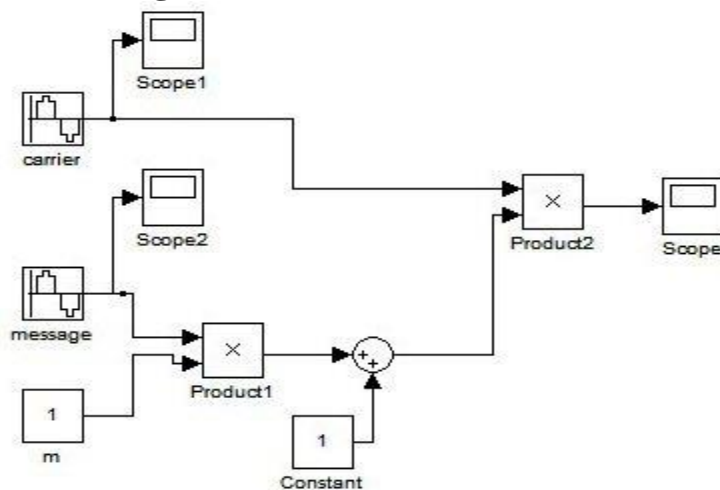 Scope1
carrier
Scope2
×
Product2
Scope
message
×
Product1
1
m
+
+
1
Constant